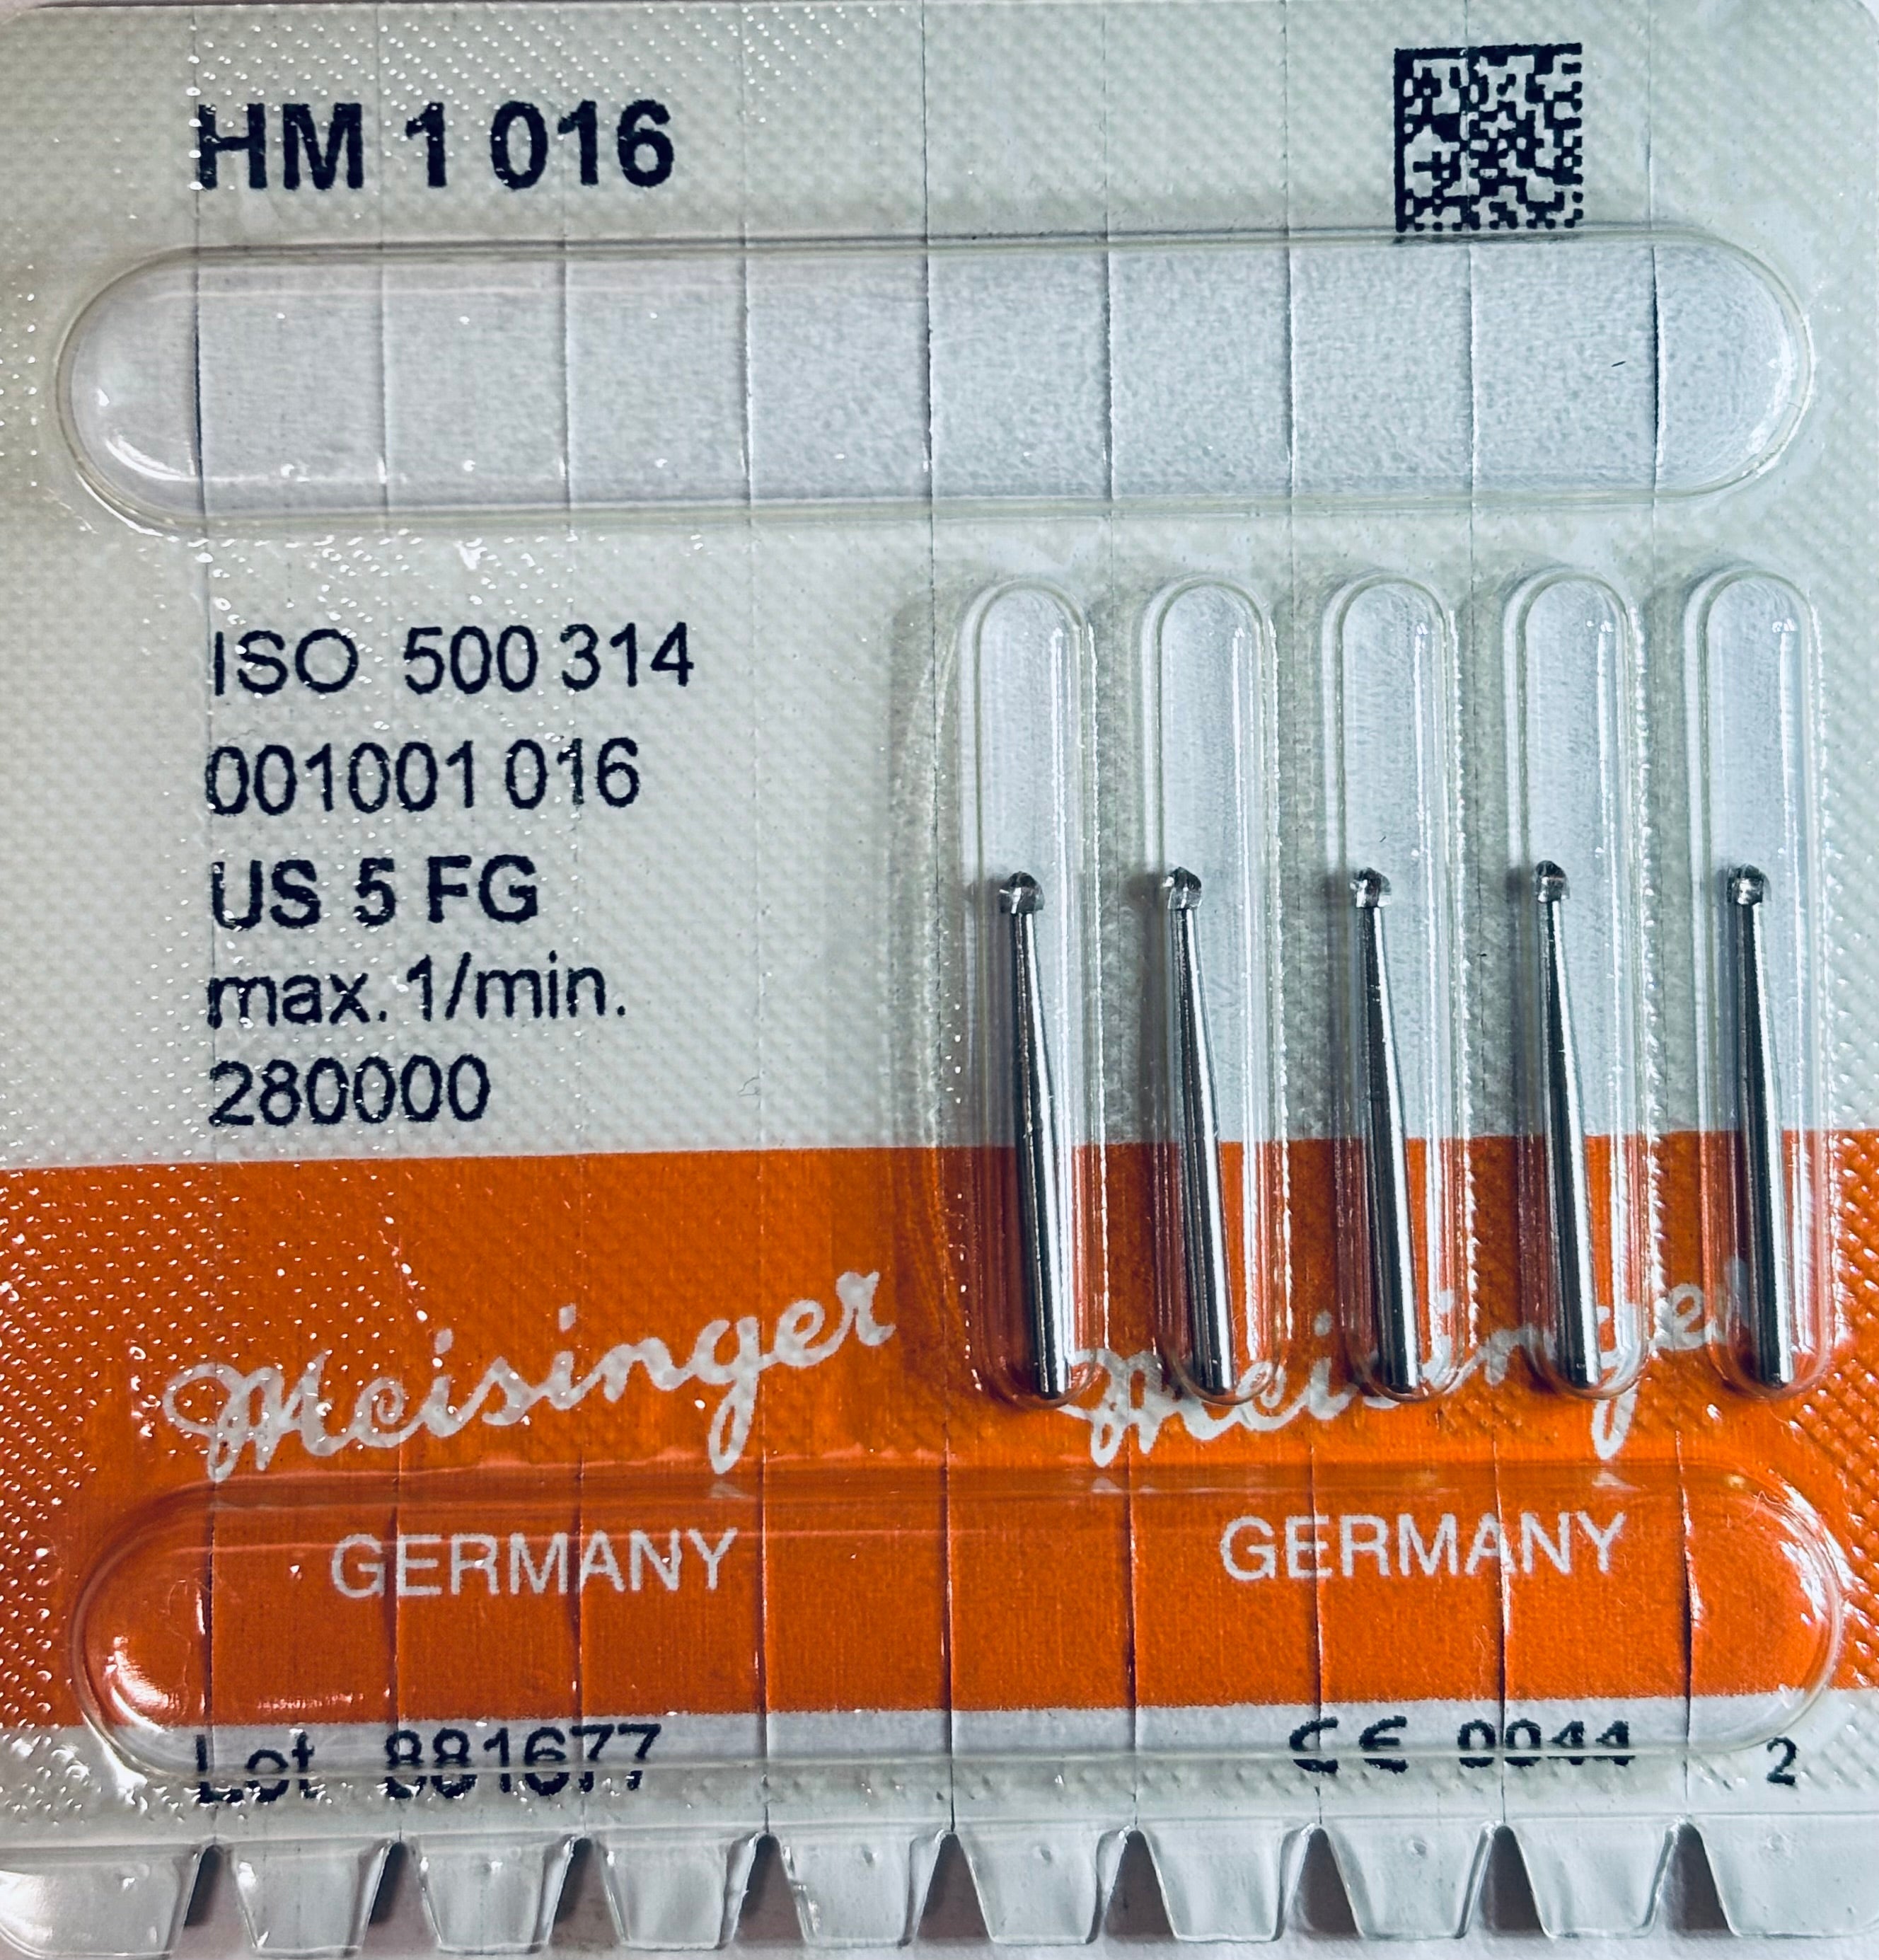 HM 1 016
ISO 500 314
001001 016
US 5 FG
max. 1/min.
280000
Meisinger Meisinger
GERMANY GERMANY
Lot 881677 CE 0044 2